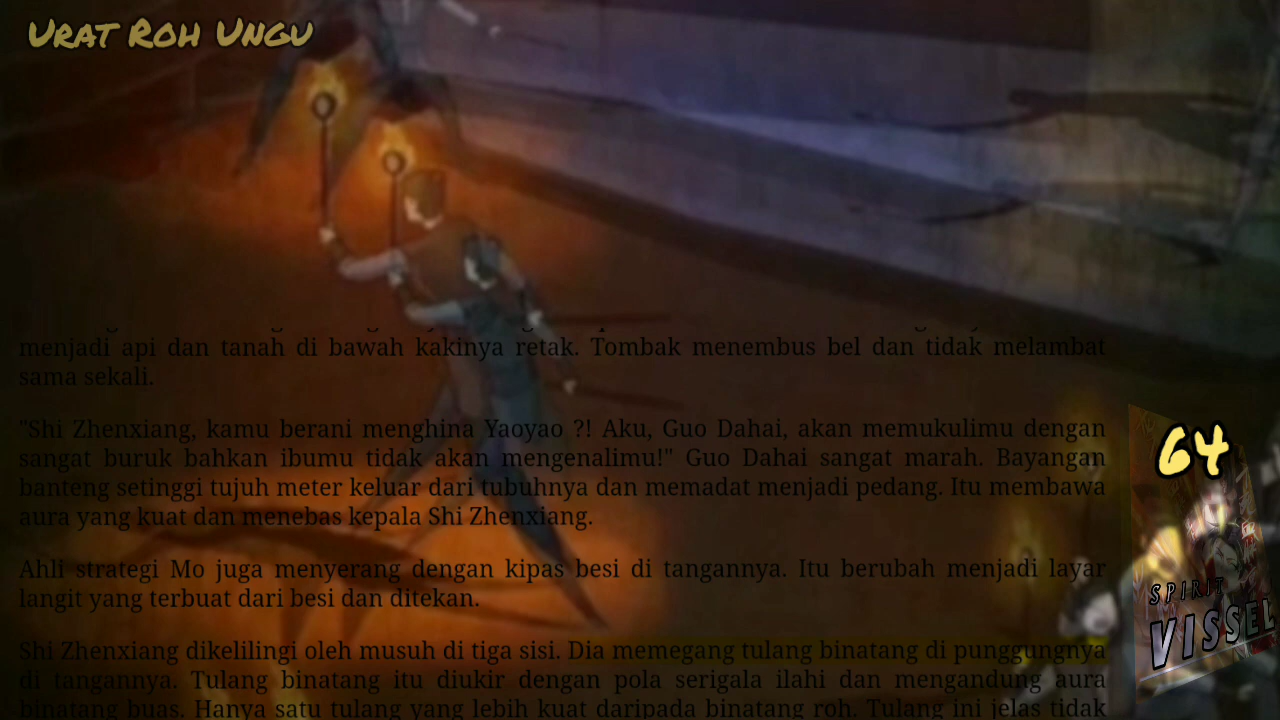 Urat Roh Ungu
menjadi api dan tanah di bawah kakinya retak. Tombak menembus bel dan tidak melambat
sama sekali.
"Shi Zhenxiang, kamu berani menghina Yaoyao ?! Aku, Guo Dahai, akan memukulimu dengan
sangat buruk bahkan ibumu tidak akan mengenalimu!" Guo Dahai sangat marah. Bayangan
banteng setinggi tujuh meter keluar dari tubuhnya dan memadat menjadi pedang. Itu membawa
aura yang kuat dan menebas kepala Shi Zhenxiang.
Ahli strategi Mo juga menyerang dengan kipas besi di tangannya. Itu berubah menjadi layar
langit yang terbuat dari besi dan ditekan.
Shi Zhenxiang dikelilingi oleh musuh di tiga sisi. Dia memegang tulang binatang di punggungnya
di tangannya. Tulang binatang itu diukir dengan pola serigala ilahi dan mengandung aura
binatang buas. Hanya satu tulang yang lebih kuat daripada binatang roh. Tulang ini jelas tidak
64
SPIRIT
VISSEL